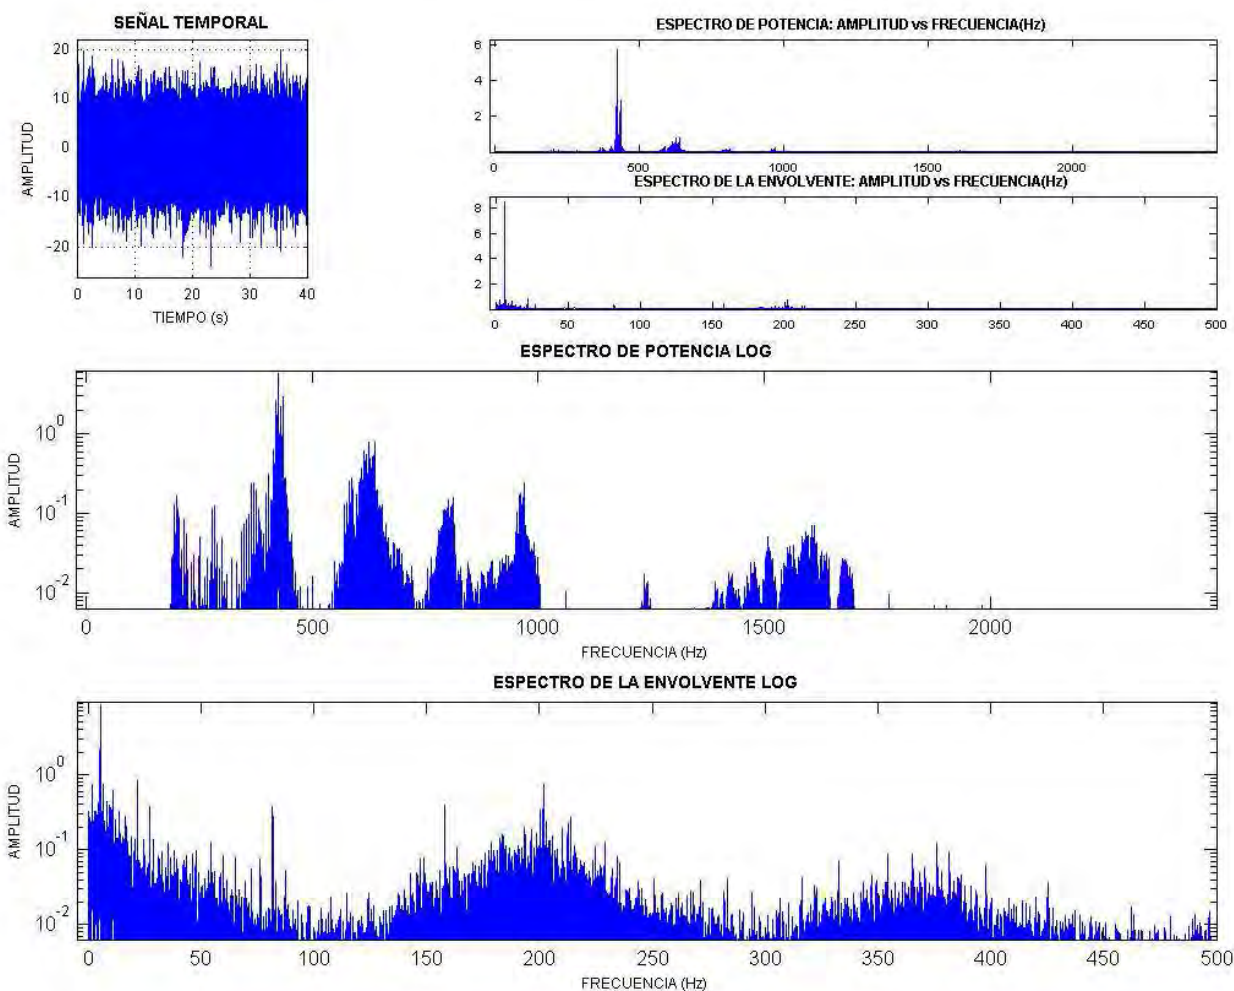 SEÑAL TEMPORAL
20
10
0
-10
-20
AMPLITUD
0 10 20 30 40
TIEMPO (s)
ESPECTRO DE POTENCIA: AMPLITUD vs FRECUENCIA(Hz)
6
4
2
0 500 1000 1500 2000
ESPECTRO DE LA ENVOLVENTE: AMPLITUD vs FRECUENCIA(Hz)
8
6
4
2
0 50 100 150 200 250 300 350 400 450 500
ESPECTRO DE POTENCIA LOG
AMPLITUD
10^0
10^-1
10^-2
0 500 1000 1500 2000
FRECUENCIA (Hz)
ESPECTRO DE LA ENVOLVENTE LOG
AMPLITUD
10^0
10^-1
10^-2
0 50 100 150 200 250 300 350 400 450 500
FRECUENCIA (Hz)